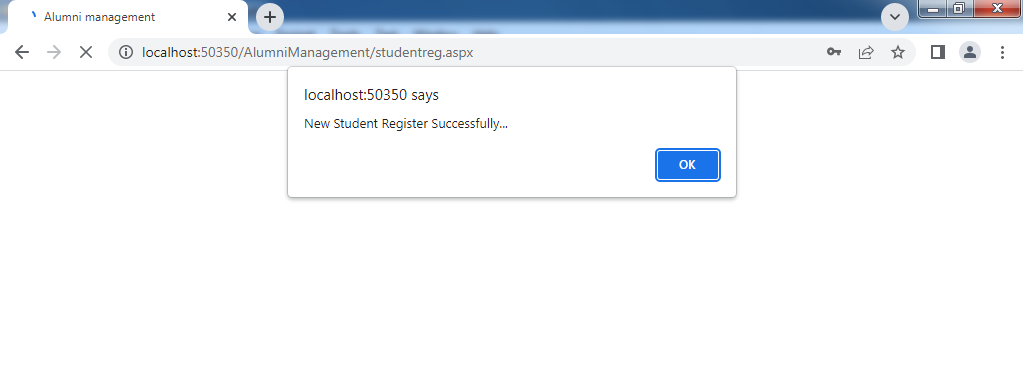 Alumni management
localhost:50350/AlumniManagement/studentreg.aspx
localhost:50350 says
New Student Register Successfully...
OK